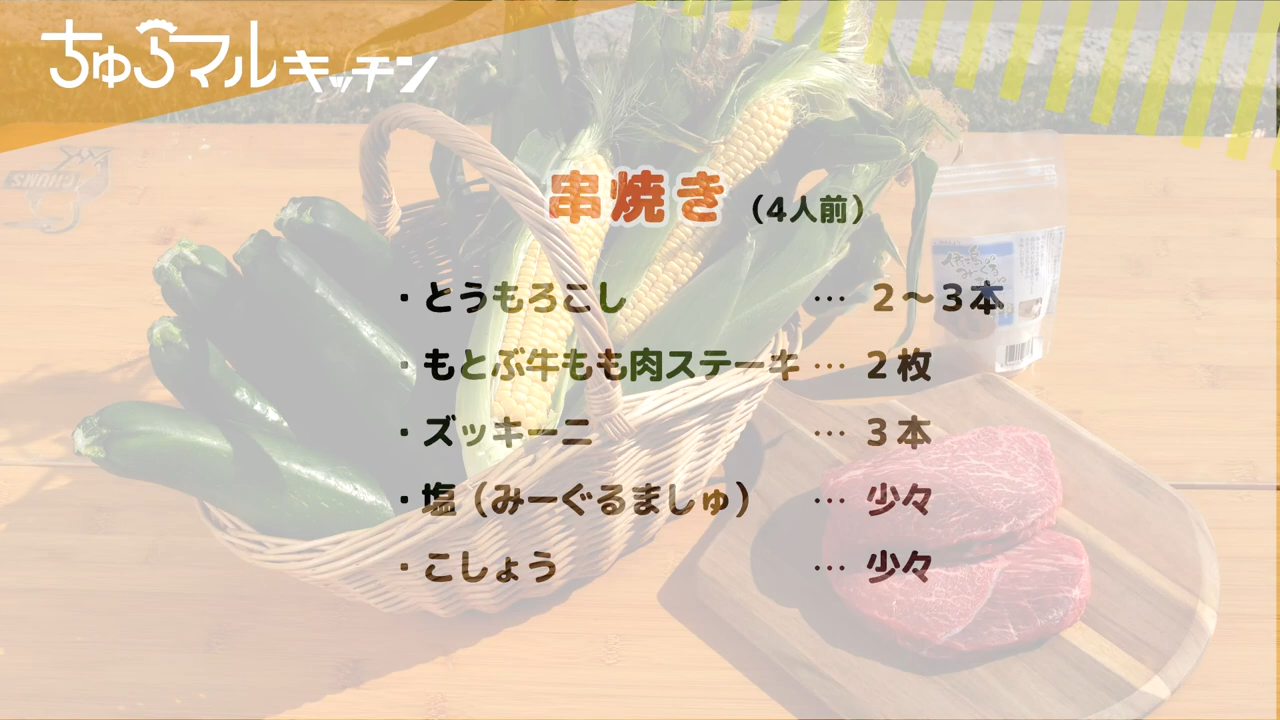 ちゅらマルキッチン
串焼き（4人前）
・とうもろこし … ２～３本
・もとぶ牛もも肉ステーキ … ２枚
・ズッキーニ … ３本
・塩（みーぐるましゅ） … 少々
・こしょう … 少々
CHUMS